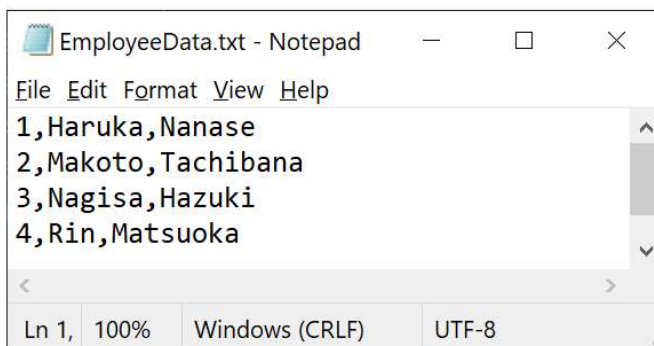 EmployeeData.txt - Notepad
File Edit Format View Help
1,Haruka,Nanase
2,Makoto,Tachibana
3,Nagisa,Hazuki
4,Rin,Matsuoka
Ln 1, 100% Windows (CRLF) UTF-8